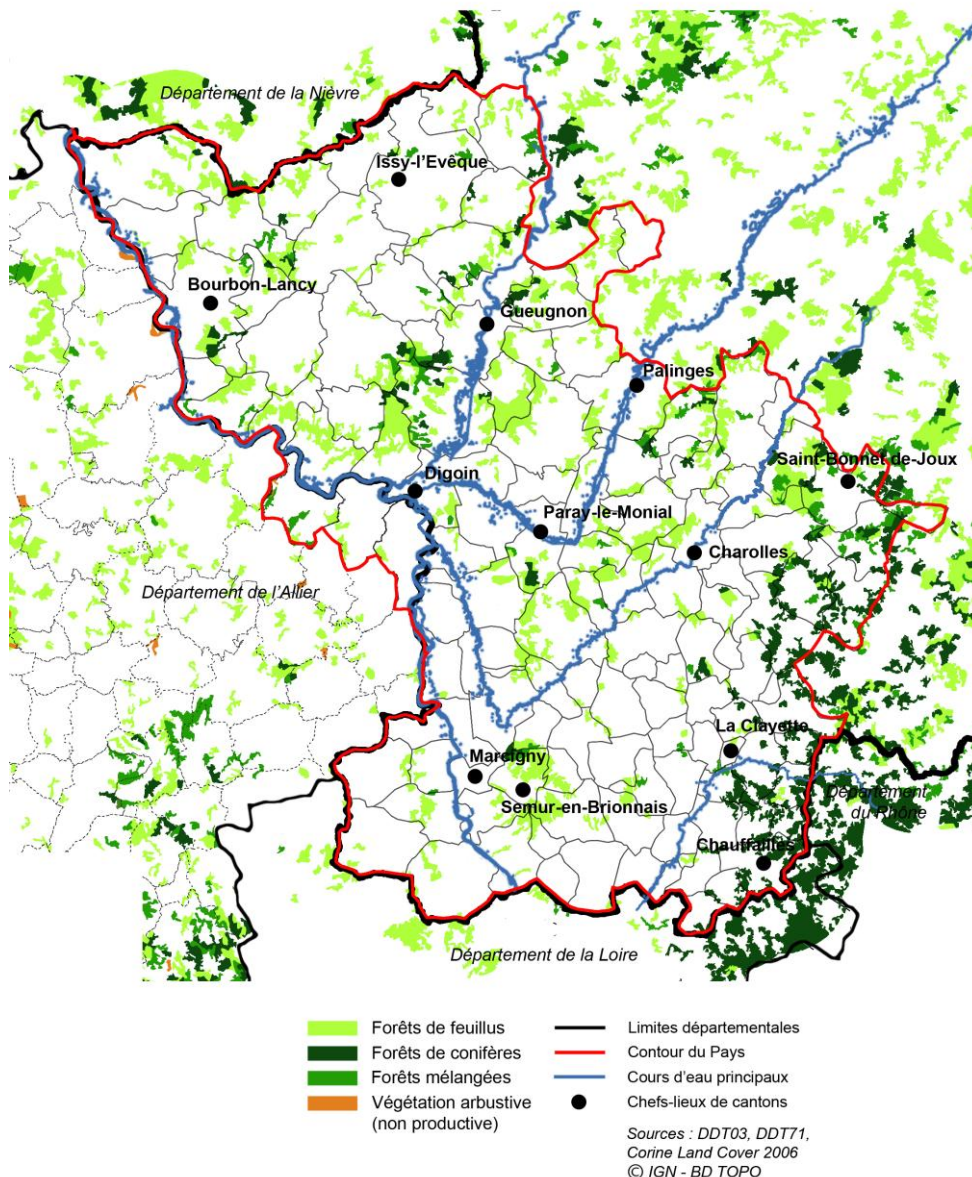 Département de la Nièvre
Issy-l'Evêque
Bourbon-Lancy
Gueugnon
Palinges
Saint-Bonnet-de-Joux
Digoin
Paray-le-Monial
Charolles
Département de l'Allier
La Clayette
Marcigny
Semur-en-Brionnais
Département
du Rhône
Chauffailles
Département de la Loire
Forêts de feuillus
Forêts de conifères
Forêts mélangées
Végétation arbustive
(non productive)
Limites départementales
Contour du Pays
Cours d'eau principaux
Chefs-lieux de cantons
Sources : DDT03, DDT71,
Corine Land Cover 2006
© IGN - BD TOPO